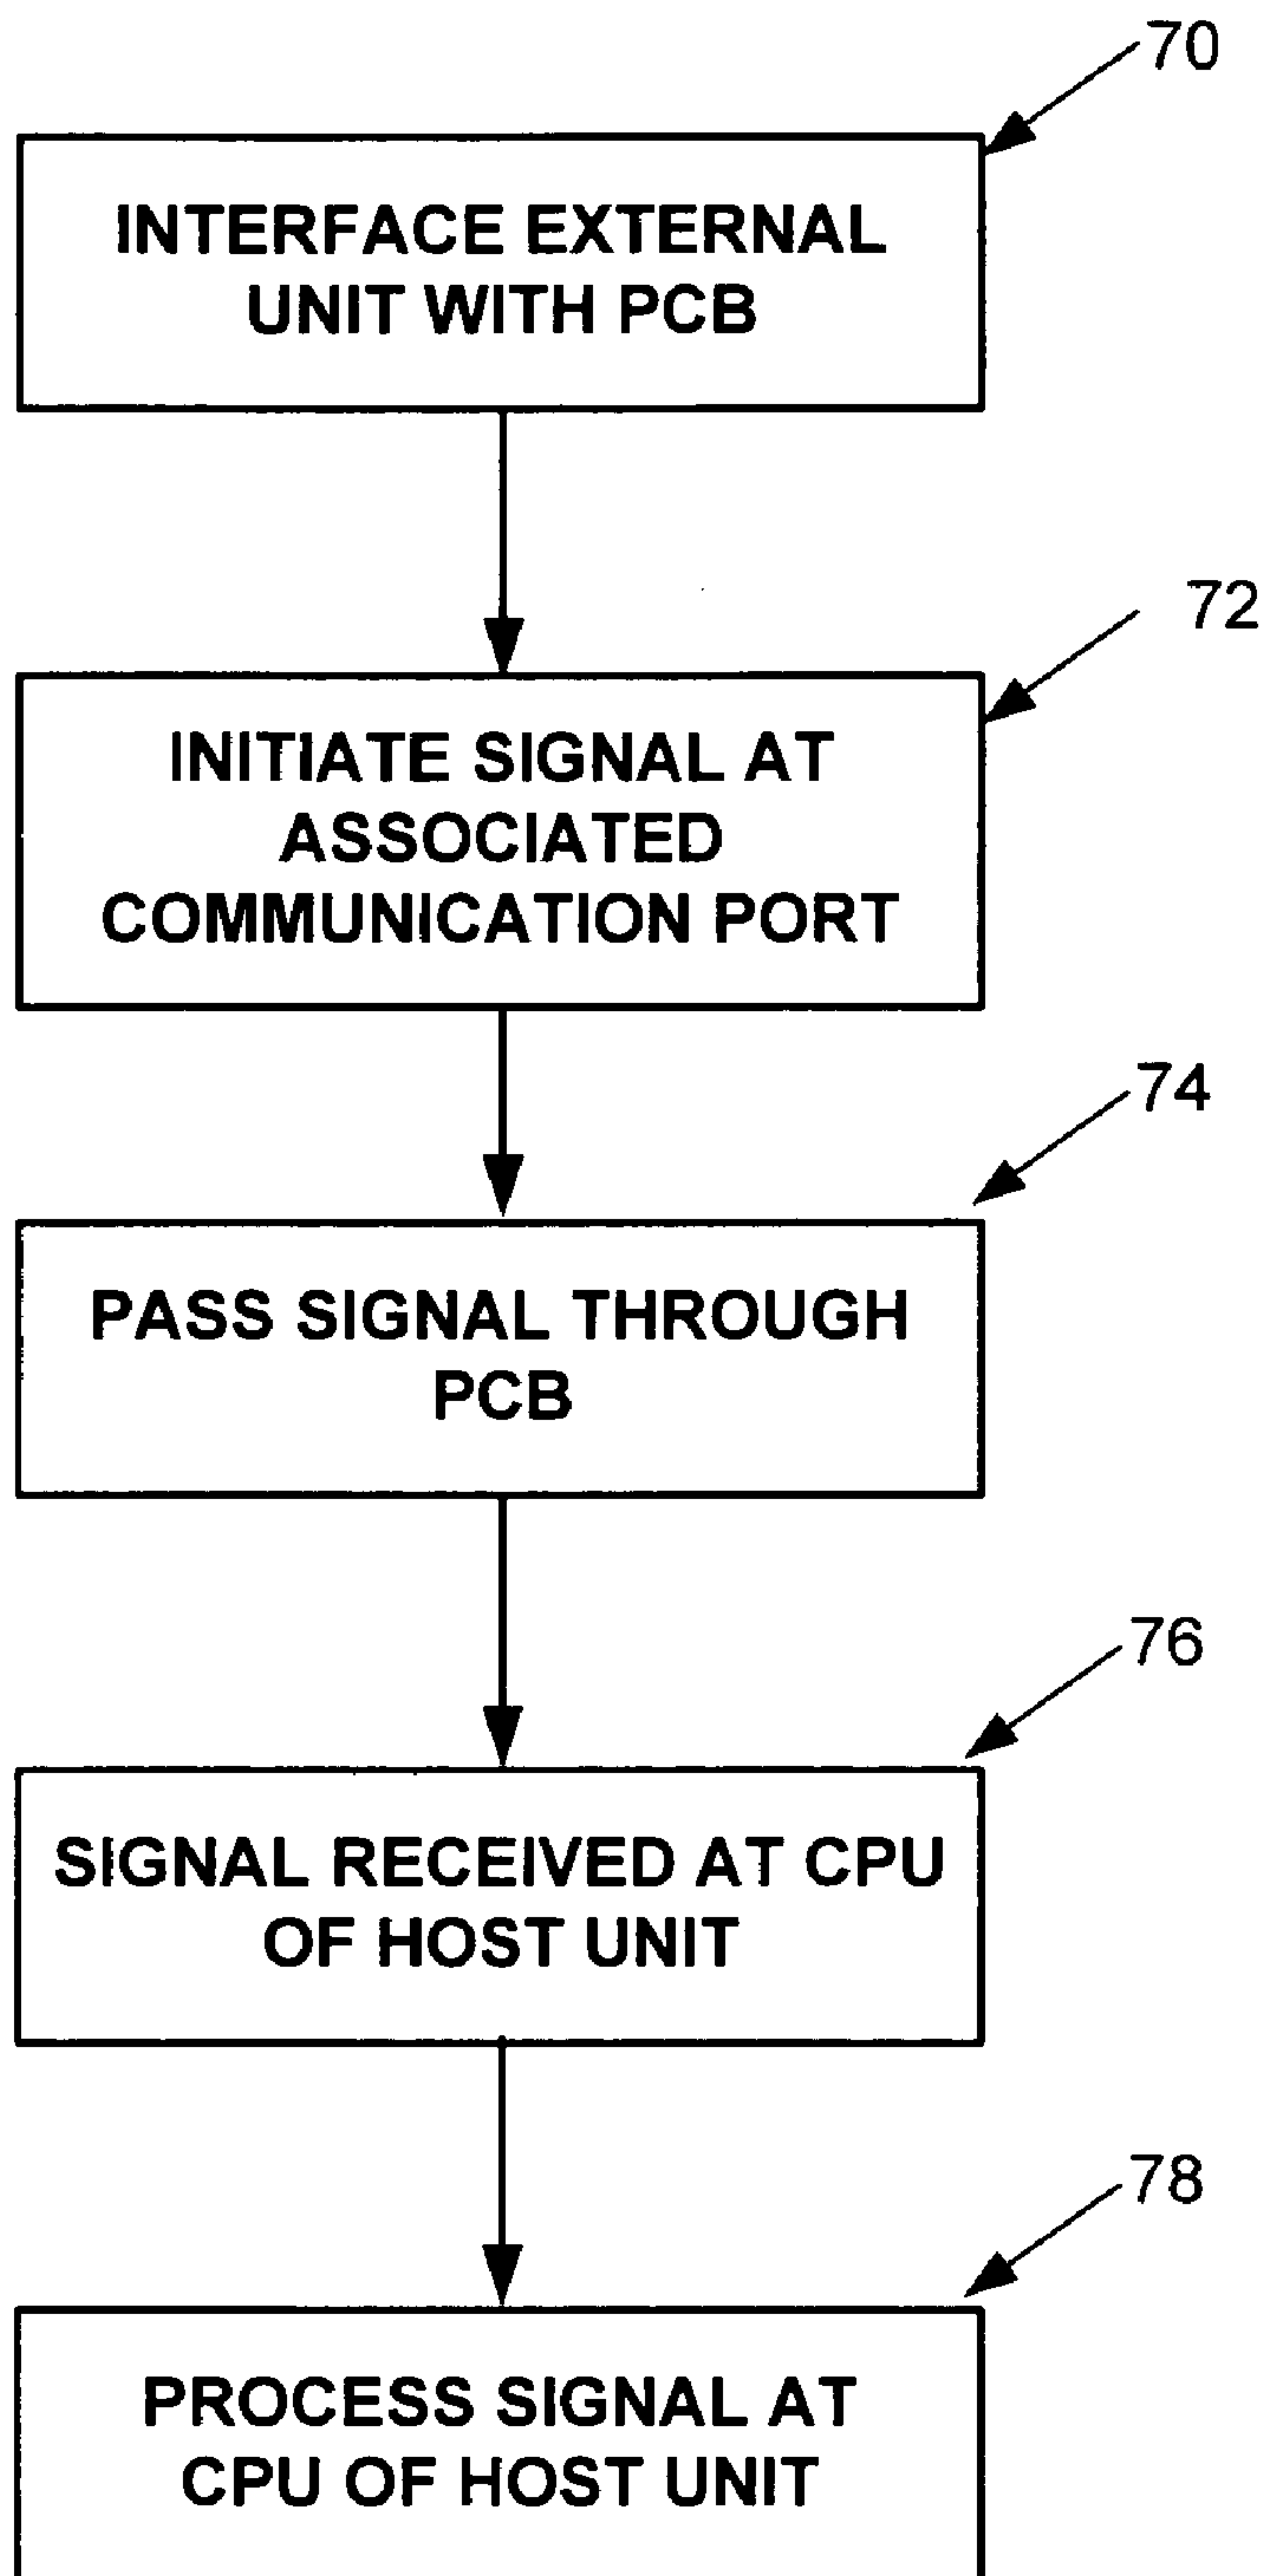 70
INTERFACE EXTERNAL
UNIT WITH PCB
72
INITIATE SIGNAL AT
ASSOCIATED
COMMUNICATION PORT
74
PASS SIGNAL THROUGH
PCB
76
SIGNAL RECEIVED AT CPU
OF HOST UNIT
78
PROCESS SIGNAL AT
CPU OF HOST UNIT